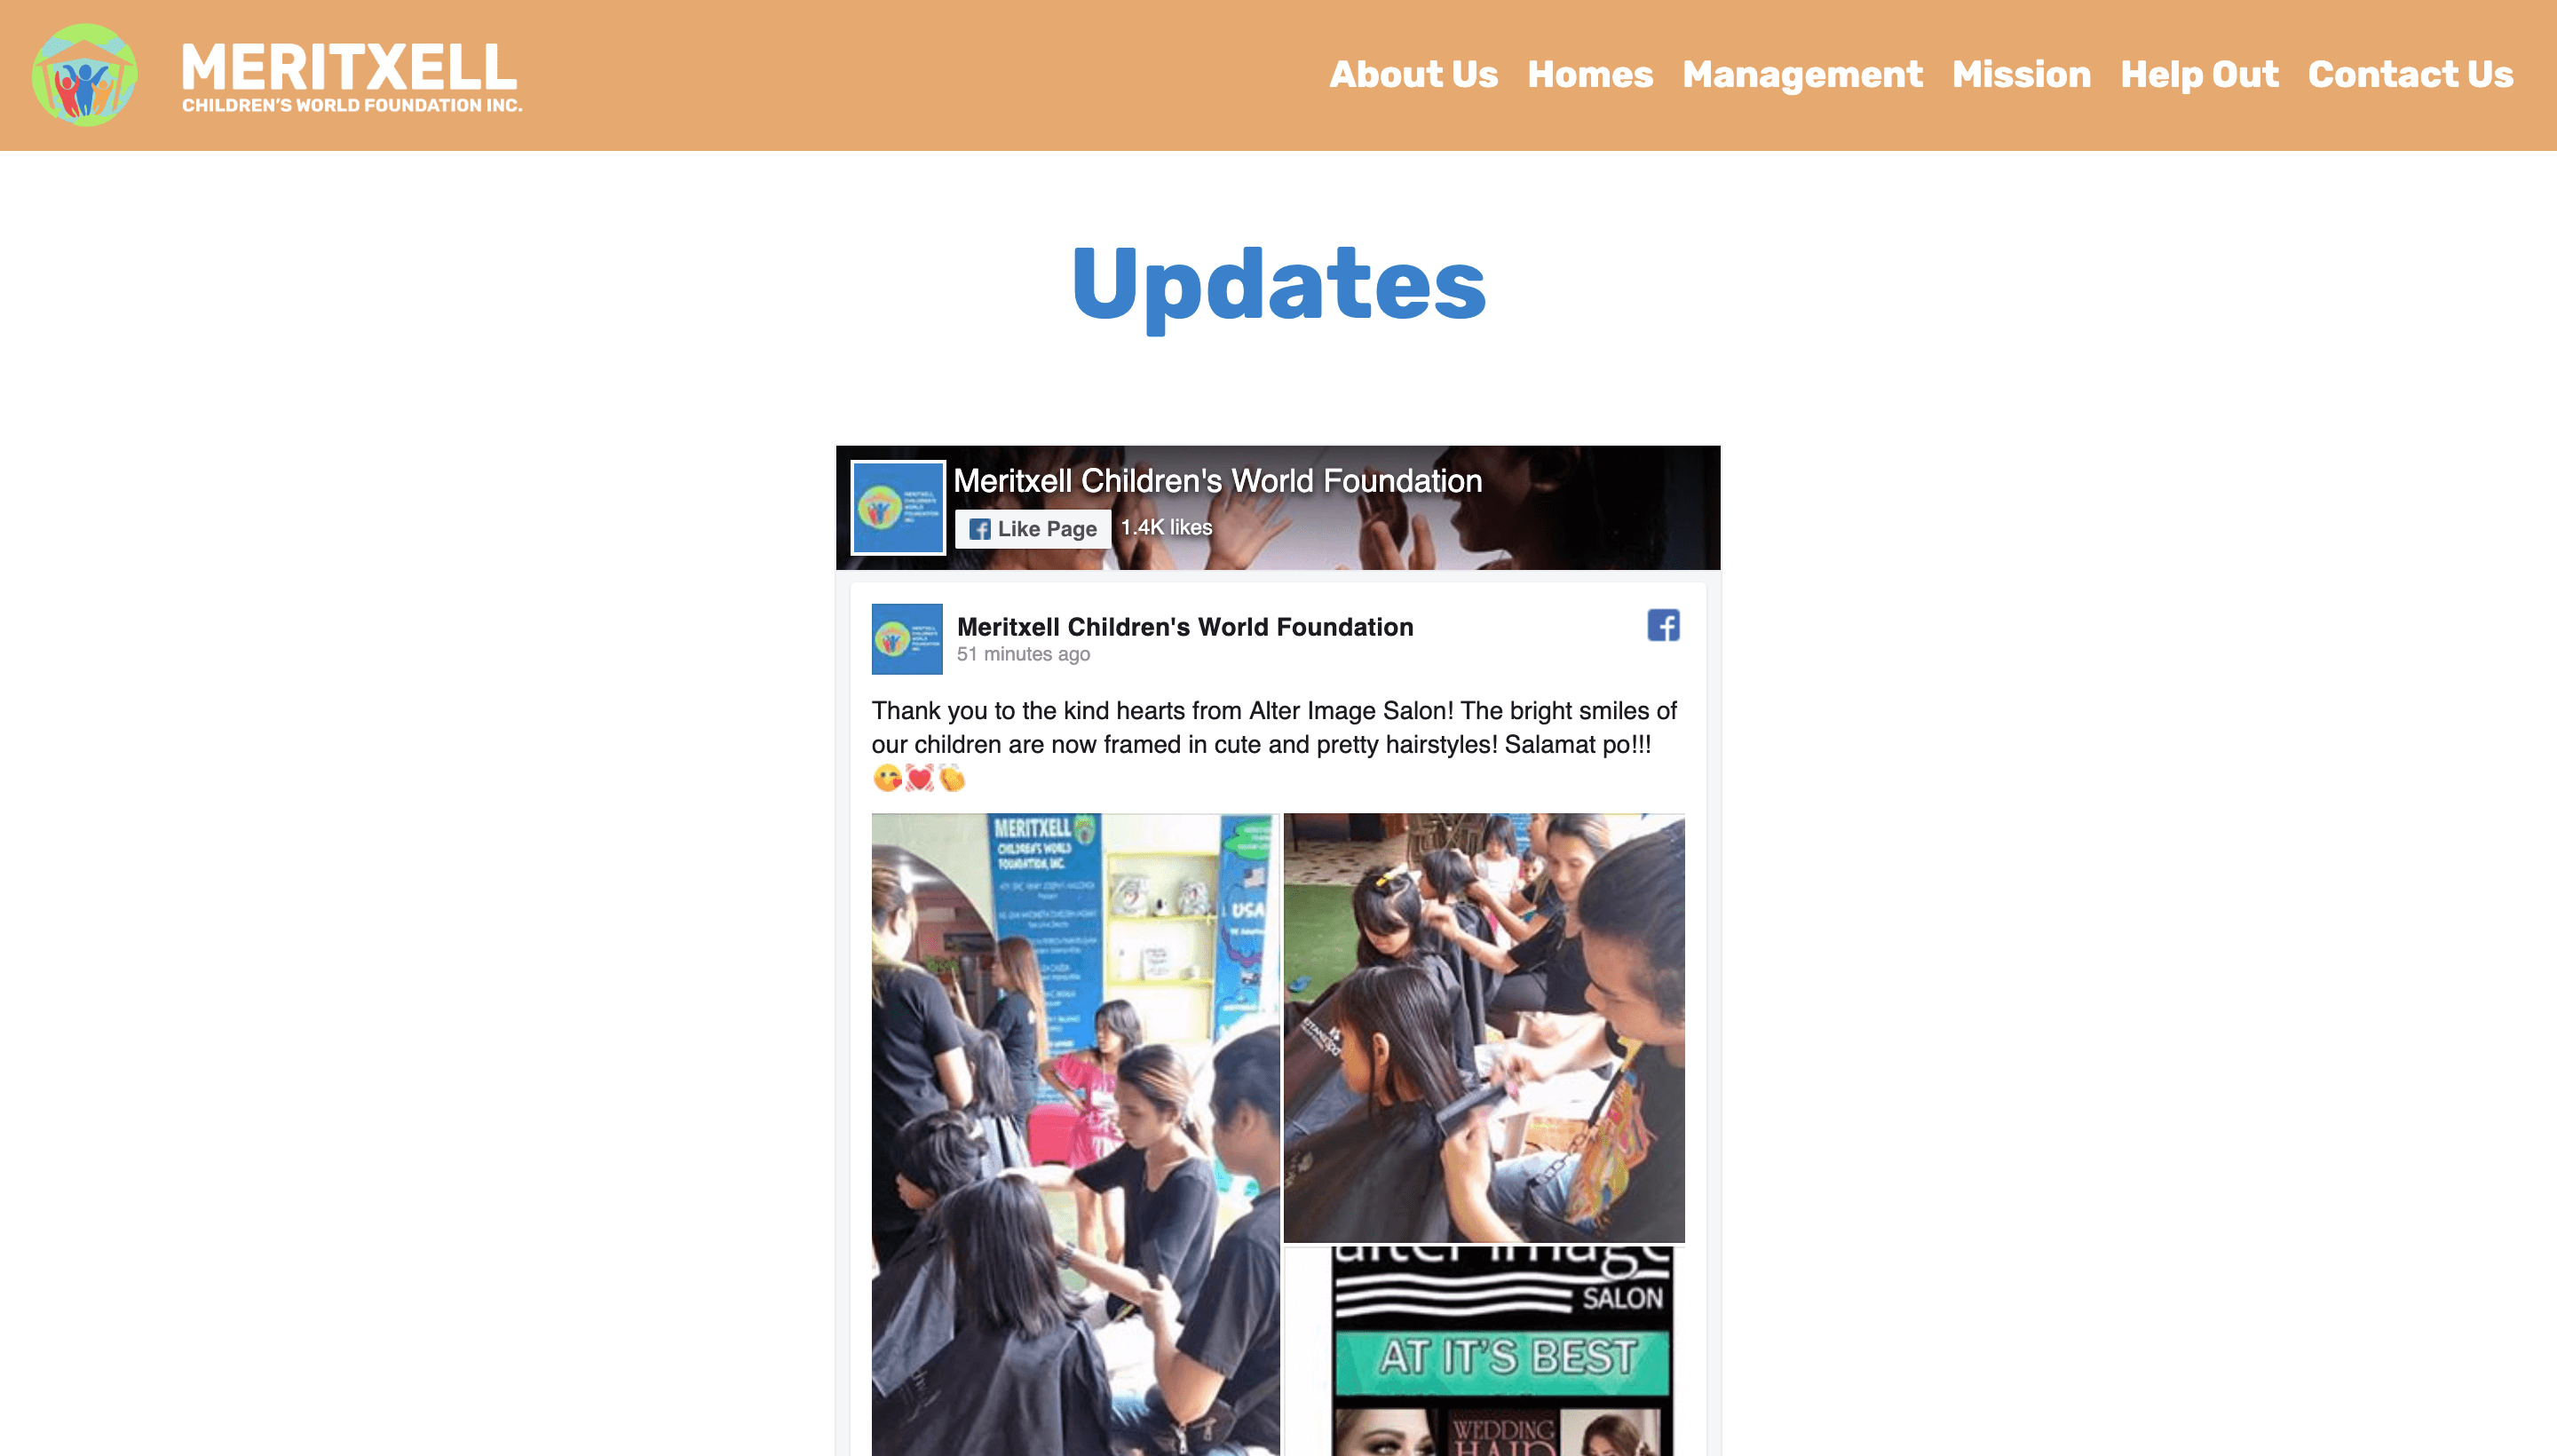 MERITXELL
CHILDREN'S WORLD FOUNDATION INC.
About Us Homes Management Mission Help Out Contact Us
Updates
Meritxell Children's World Foundation
Like Page 1.4K likes
Meritxell Children's World Foundation
51 minutes ago
Thank you to the kind hearts from Alter Image Salon! The bright smiles of
our children are now framed in cute and pretty hairstyles! Salamat po!!!
😘💓👏
MERITXELL
CHILDREN'S WORLD
FOUNDATION, INC.
USA
alter image
SALON
AT IT'S BEST
WEDDING
HAIR